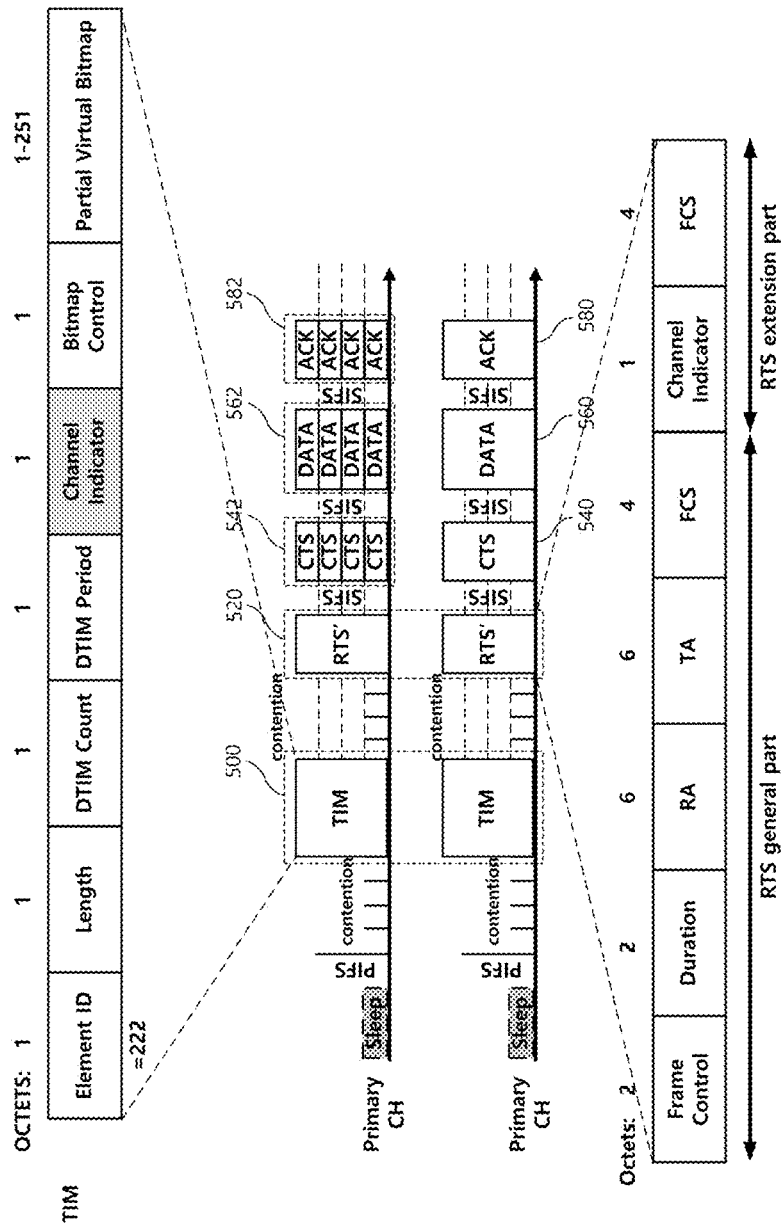 TIM
OCTETS: 1 1 1 1 1 1 1-251
Element ID Length DTIM Count DTIM Period Channel Indicator Bitmap Control Partial Virtual Bitmap
=222
500 520 542 562 582
Primary CH Sleep PIFS contention TIM contention RTS' SIFS CTS CTS CTS CTS SIFS DATA DATA DATA DATA SIFS ACK ACK ACK ACK
Primary CH Sleep PIFS contention TIM contention RTS' SIFS CTS SIFS DATA SIFS ACK
540 560 580
Octets: 2 2 6 6 4 1 4
Frame Control Duration RA TA FCS Channel Indicator FCS
RTS general part RTS extension part